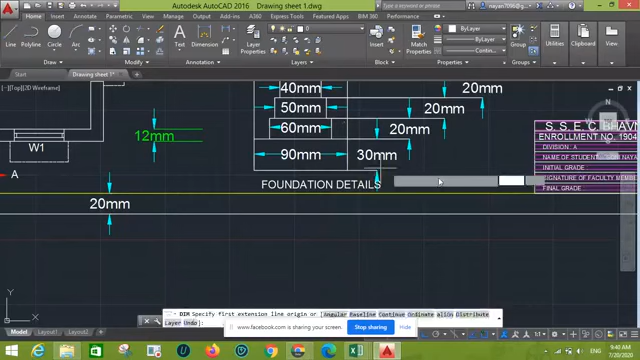 Autodesk AutoCAD 2016  Drawing sheet 1.dwg
Home Insert Annotate Parametric View Manage Output Add-ins A360 Express Tools Featured Apps BIM 360 Performance
Line Polyline Circle Arc Text Dimension
Layer Properties Insert Match Properties ByLayer Group Utilities Clipboard View
Draw Modify Annotation Layers Block Properties Groups
Start Drawing sheet 1*
[-][Top][2D Wireframe]
40mm 20mm
50mm 20mm
12mm 60mm 20mm
W1 90mm 30mm
A FOUNDATION DETAILS
20mm
S. S. E. C. BHAVN
ENROLLMENT NO. 1904
DIVISION : A
NAME OF STUDENT
INITIAL GRADE
SIGNATURE OF FACULTY MEMBER
FINAL GRADE
Y
X
DIM Specify first extension line origin or [Angular Baseline Continue Ordinate aliGn Distribute
Layer Undo]:
www.facebook.com is sharing your screen. Stop sharing Hide
Model Layout1 Layout2
9:40 AM
7/20/2020